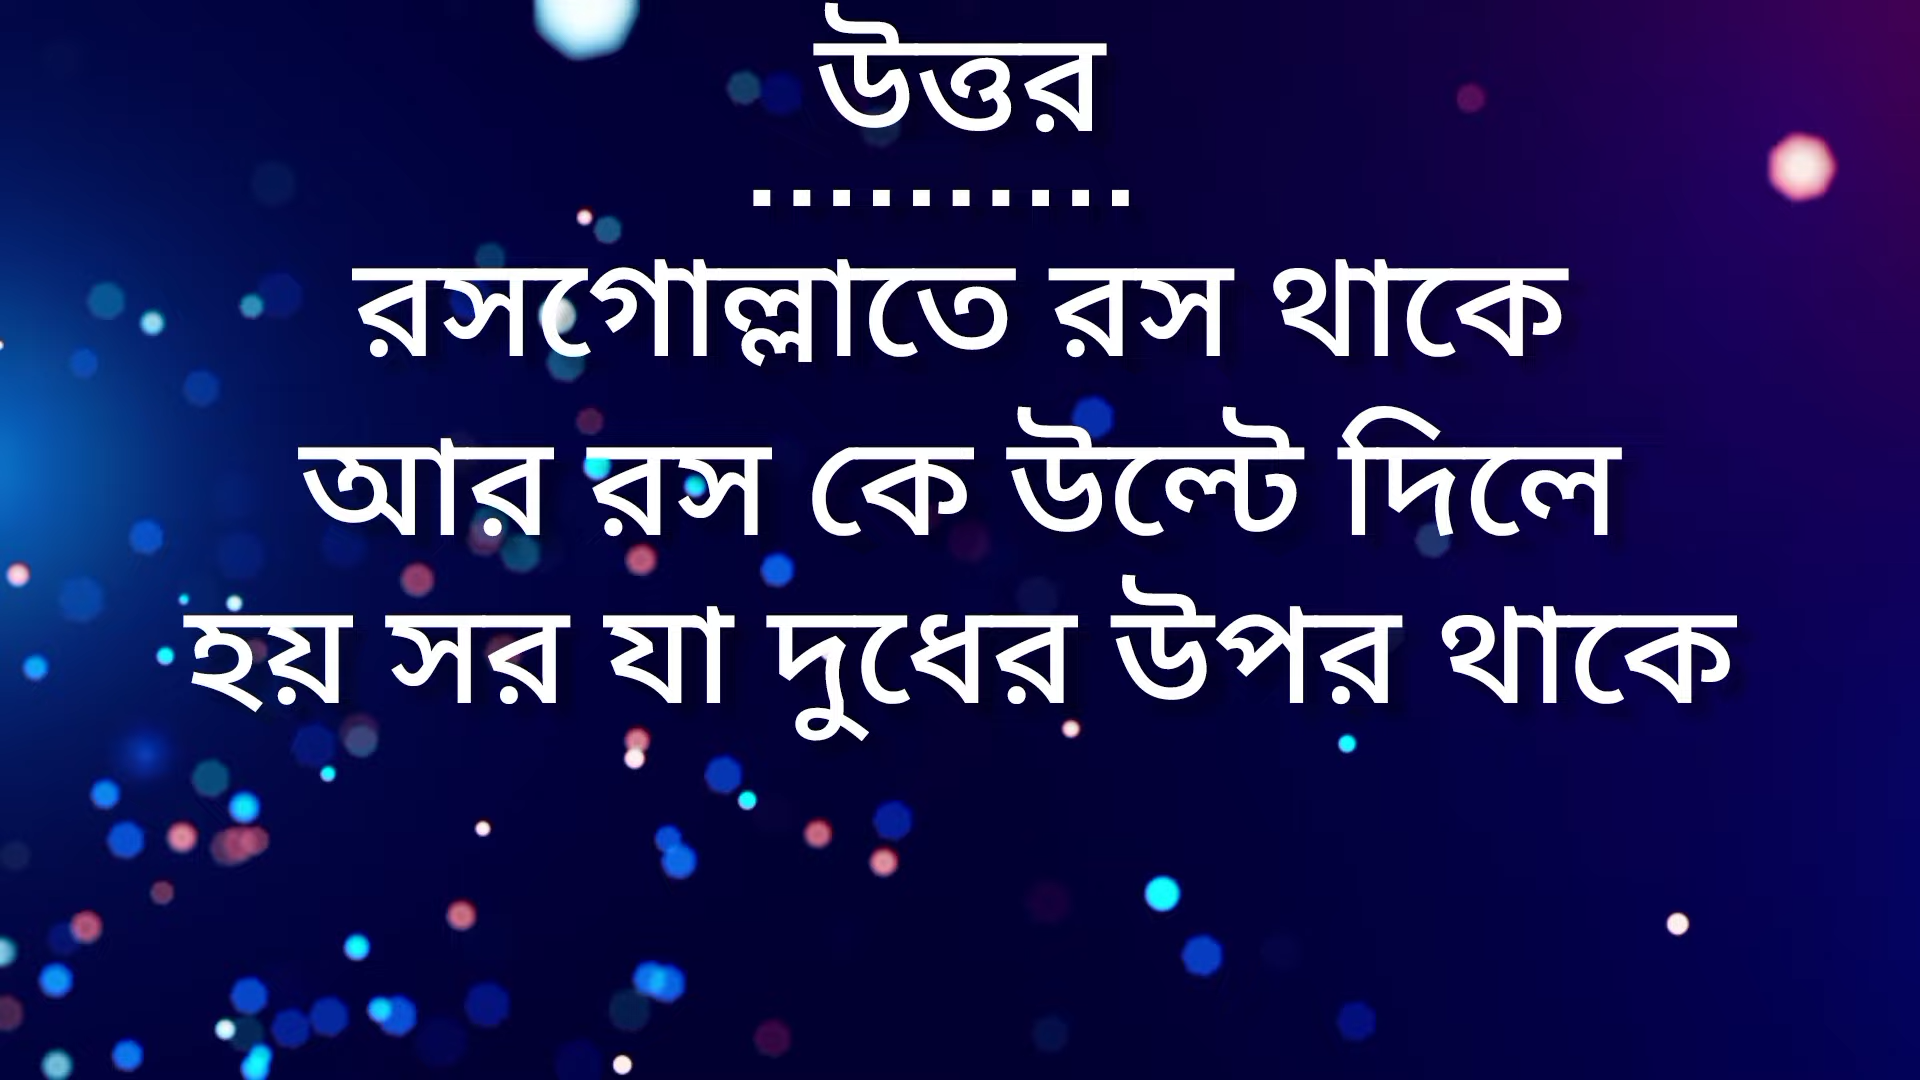 উত্তর
..........
রসগোল্লাতে রস থাকে
আর রস কে উল্টে দিলে
হয় সর যা দুধের উপর থাকে